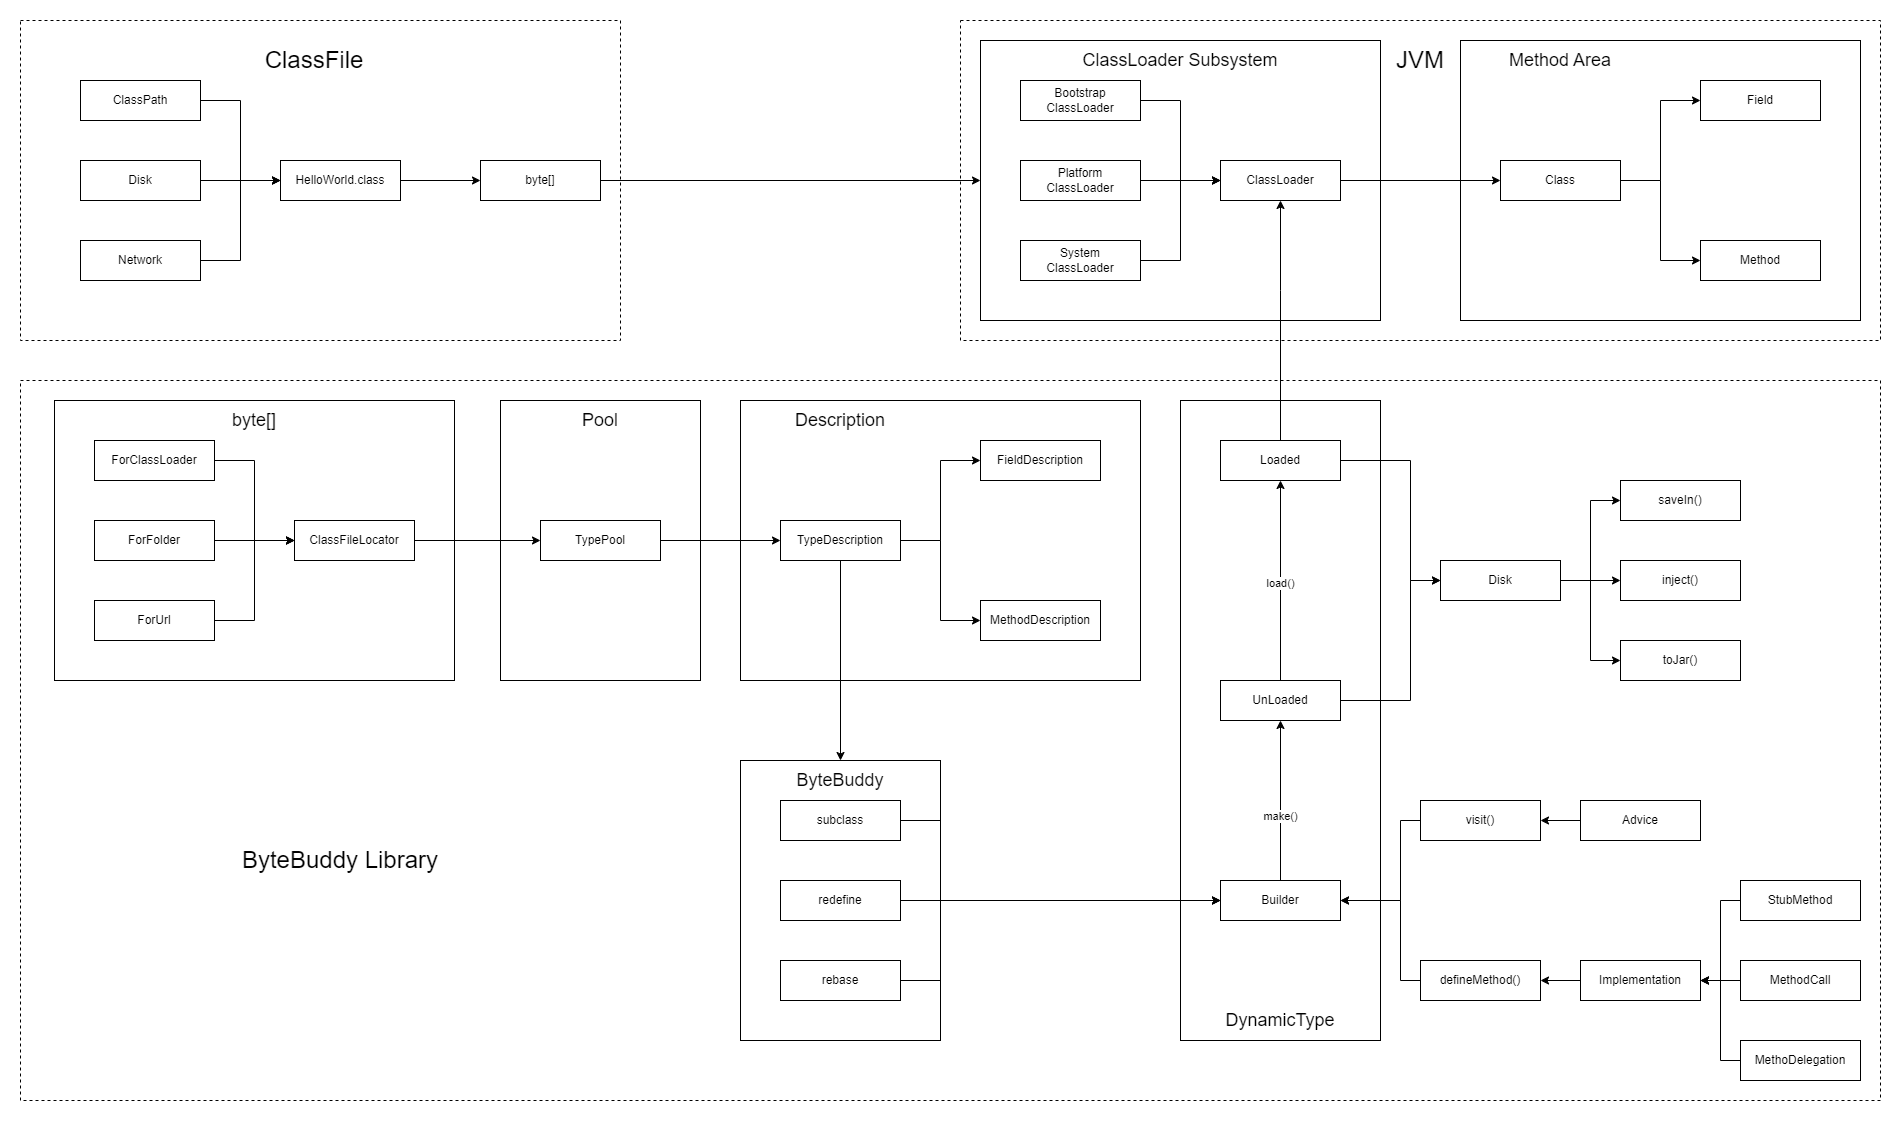 ClassFile
ClassPath
Disk
Network
HelloWorld.class
byte[]
JVM
ClassLoader Subsystem
Bootstrap
ClassLoader
Platform
ClassLoader
System
ClassLoader
ClassLoader
Method Area
Class
Field
Method
ByteBuddy Library
byte[]
ForClassLoader
ForFolder
ForUrl
ClassFileLocator
Pool
TypePool
Description
TypeDescription
FieldDescription
MethodDescription
ByteBuddy
subclass
redefine
rebase
Loaded
load()
UnLoaded
make()
Builder
DynamicType
Disk
saveIn()
inject()
toJar()
visit()
Advice
defineMethod()
Implementation
StubMethod
MethodCall
MethoDelegation